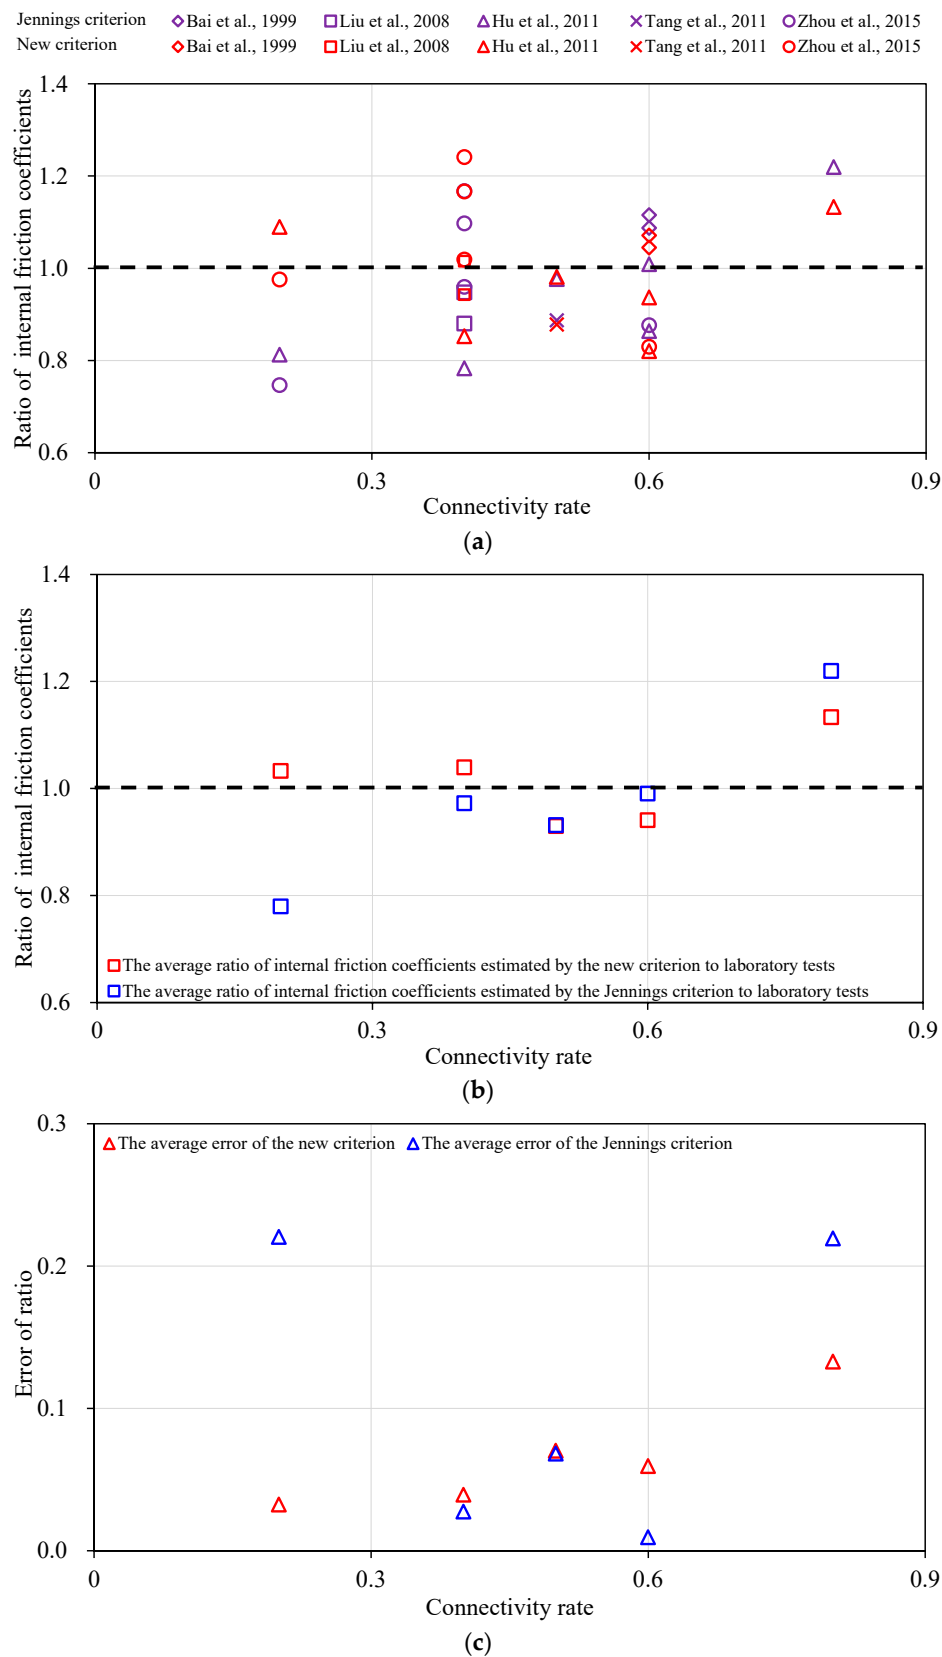 Jennings criterion Bai et al., 1999 Liu et al., 2008 Hu et al., 2011 Tang et al., 2011 Zhou et al., 2015
New criterion Bai et al., 1999 Liu et al., 2008 Hu et al., 2011 Tang et al., 2011 Zhou et al., 2015
Ratio of internal friction coefficients
1.4
1.2
1.0
0.8
0.6
0 0.3 0.6 0.9
Connectivity rate
(a)
Ratio of internal friction coefficients
1.4
1.2
1.0
0.8
0.6
The average ratio of internal friction coefficients estimated by the new criterion to laboratory tests
The average ratio of internal friction coefficients estimated by the Jennings criterion to laboratory tests
0 0.3 0.6 0.9
Connectivity rate
(b)
Error of ratio
0.3
The average error of the new criterion The average error of the Jennings criterion
0.2
0.1
0.0
0 0.3 0.6 0.9
Connectivity rate
(c)